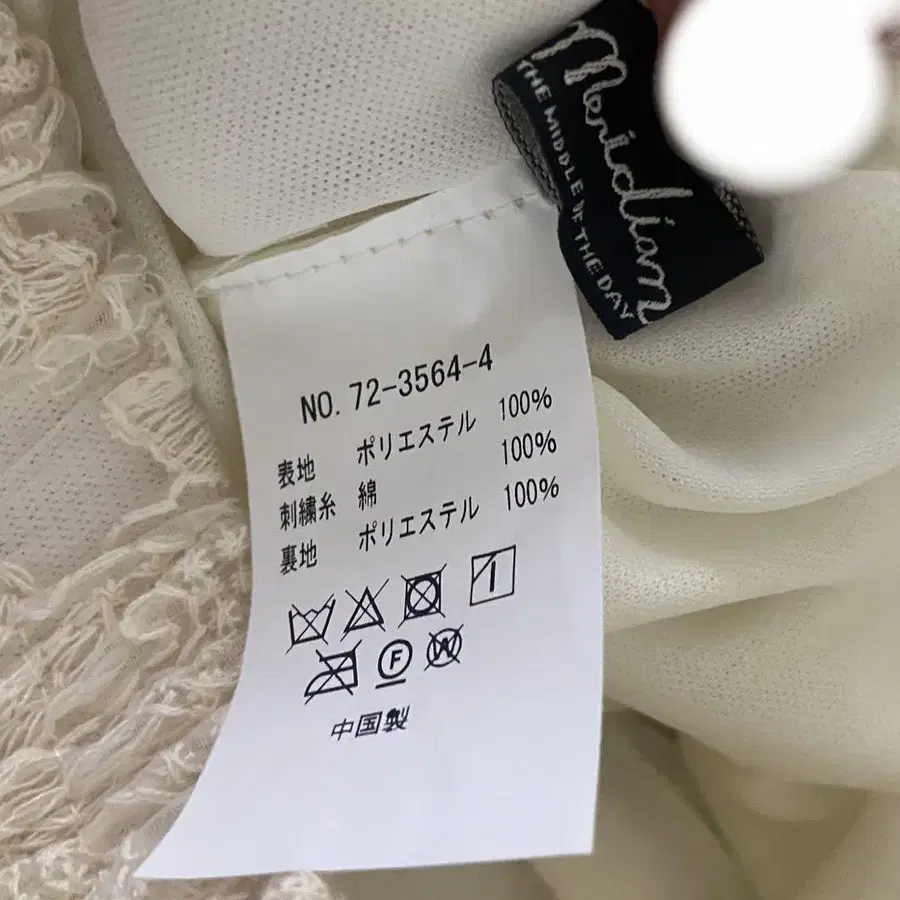 Meridian
THE MIDDLE OF THE DAY
NO. 72-3564-4
表地 ポリエステル 100%
刺繍糸 綿 100%
裏地 ポリエステル 100%
F W
中国製